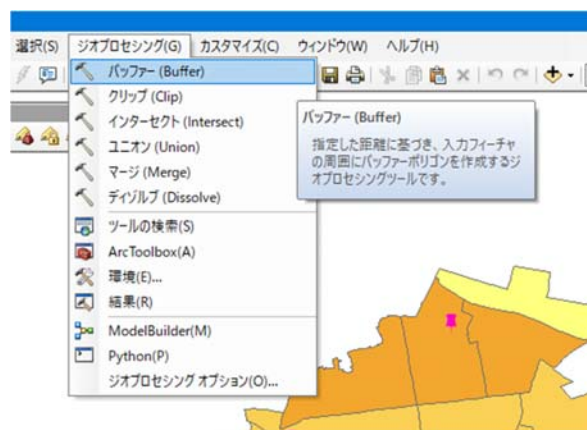 選択(S) ジオプロセシング(G) カスタマイズ(C) ウィンドウ(W) ヘルプ(H)
バッファー (Buffer)
クリップ (Clip)
インターセクト (Intersect)
ユニオン (Union)
マージ (Merge)
ディゾルブ (Dissolve)
ツールの検索(S)
ArcToolbox(A)
環境(E)...
結果(R)
ModelBuilder(M)
Python(P)
ジオプロセシング オプション(O)...
バッファー (Buffer)
指定した距離に基づき、入力フィーチャ
の周囲にバッファーポリゴンを作成するジ
オプロセシングツールです。